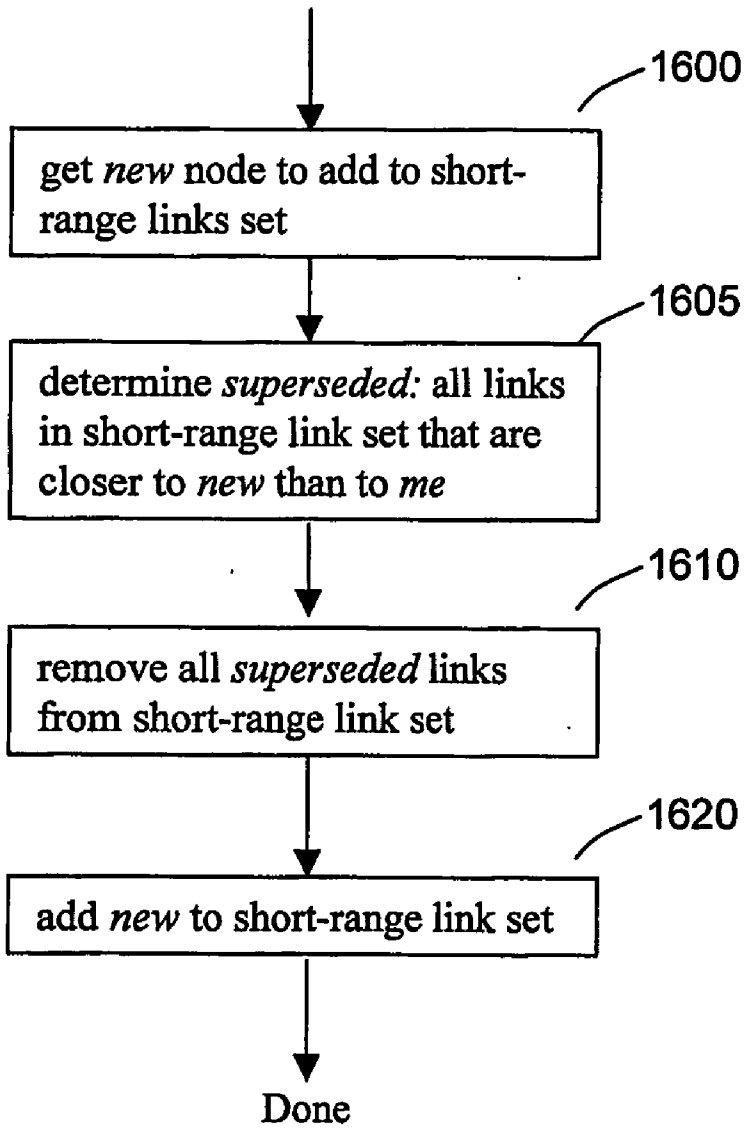 1600
get new node to add to short-
range links set
1605
determine superseded: all links
in short-range link set that are
closer to new than to me
1610
remove all superseded links
from short-range link set
1620
add new to short-range link set
Done